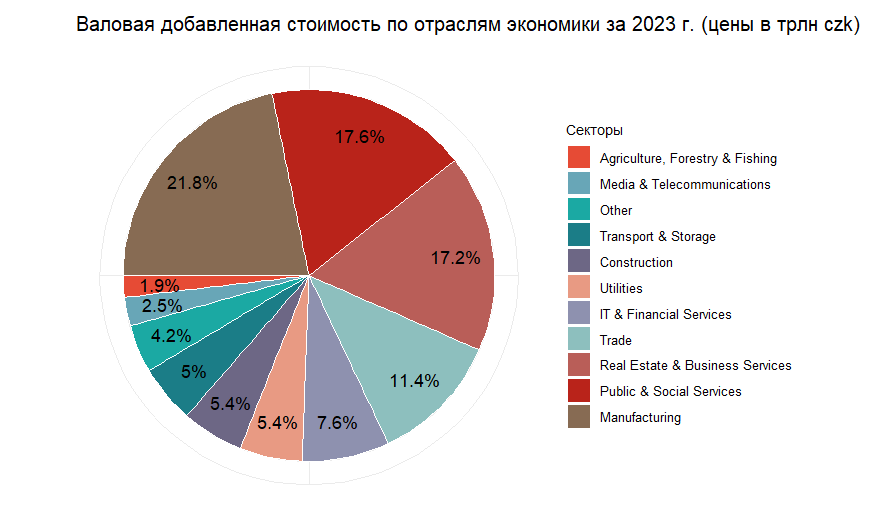 Валовая добавленная стоимость по отраслям экономики за 2023 г. (цены в трлн czk)
17.6%
21.8%
17.2%
1.9%
2.5%
4.2%
5%
5.4%
5.4%
7.6%
11.4%
Секторы
Agriculture, Forestry & Fishing
Media & Telecommunications
Other
Transport & Storage
Construction
Utilities
IT & Financial Services
Trade
Real Estate & Business Services
Public & Social Services
Manufacturing